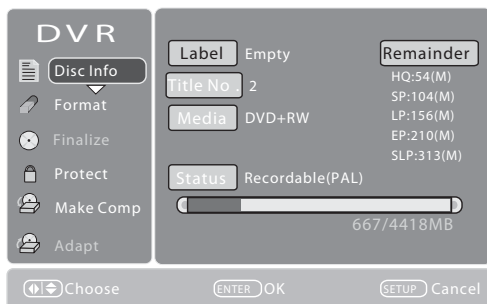 DVR
Disc Info
Format
Finalize
Protect
Make Comp
Adapt
Label Empty
Title No . 2
Media DVD+RW
Status Recordable(PAL)
667/4418MB
Remainder
HQ:54(M)
SP:104(M)
LP:156(M)
EP:210(M)
SLP:313(M)
Choose
ENTER OK
SETUP Cancel